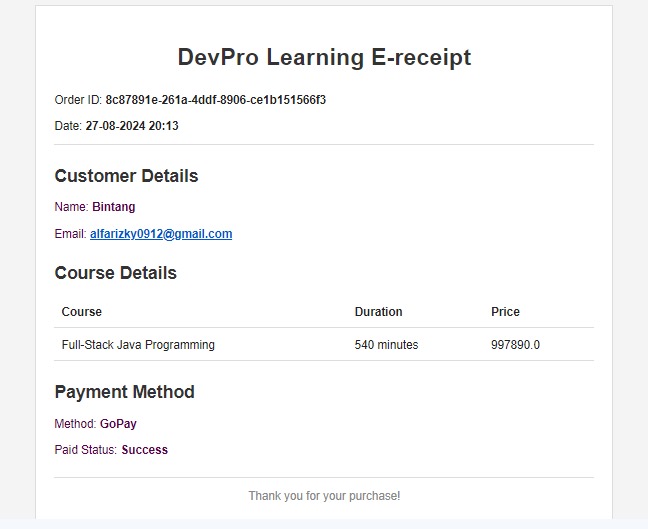 DevPro Learning E-receipt
Order ID: 8c87891e-261a-4ddf-8906-ce1b151566f3
Date: 27-08-2024 20:13
Customer Details
Name: Bintang
Email: alfarizky0912@gmail.com
Course Details
Course Duration Price
Full-Stack Java Programming 540 minutes 997890.0
Payment Method
Method: GoPay
Paid Status: Success
Thank you for your purchase!